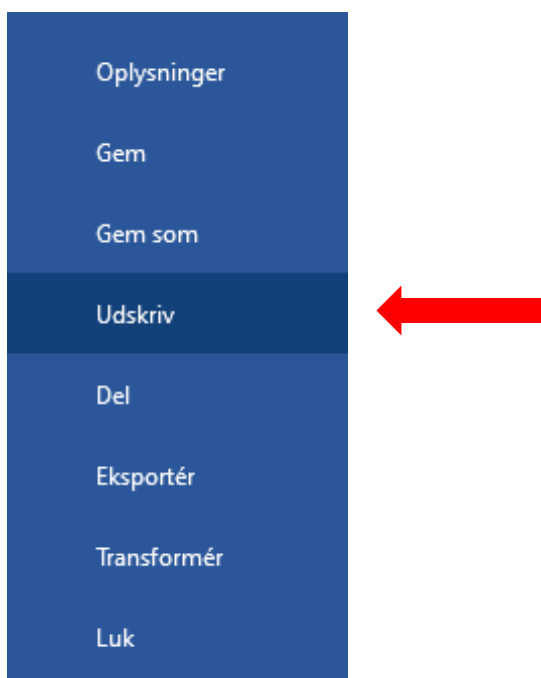 Oplysninger
Gem
Gem som
Udskriv
Del
Eksportér
Transformér
Luk